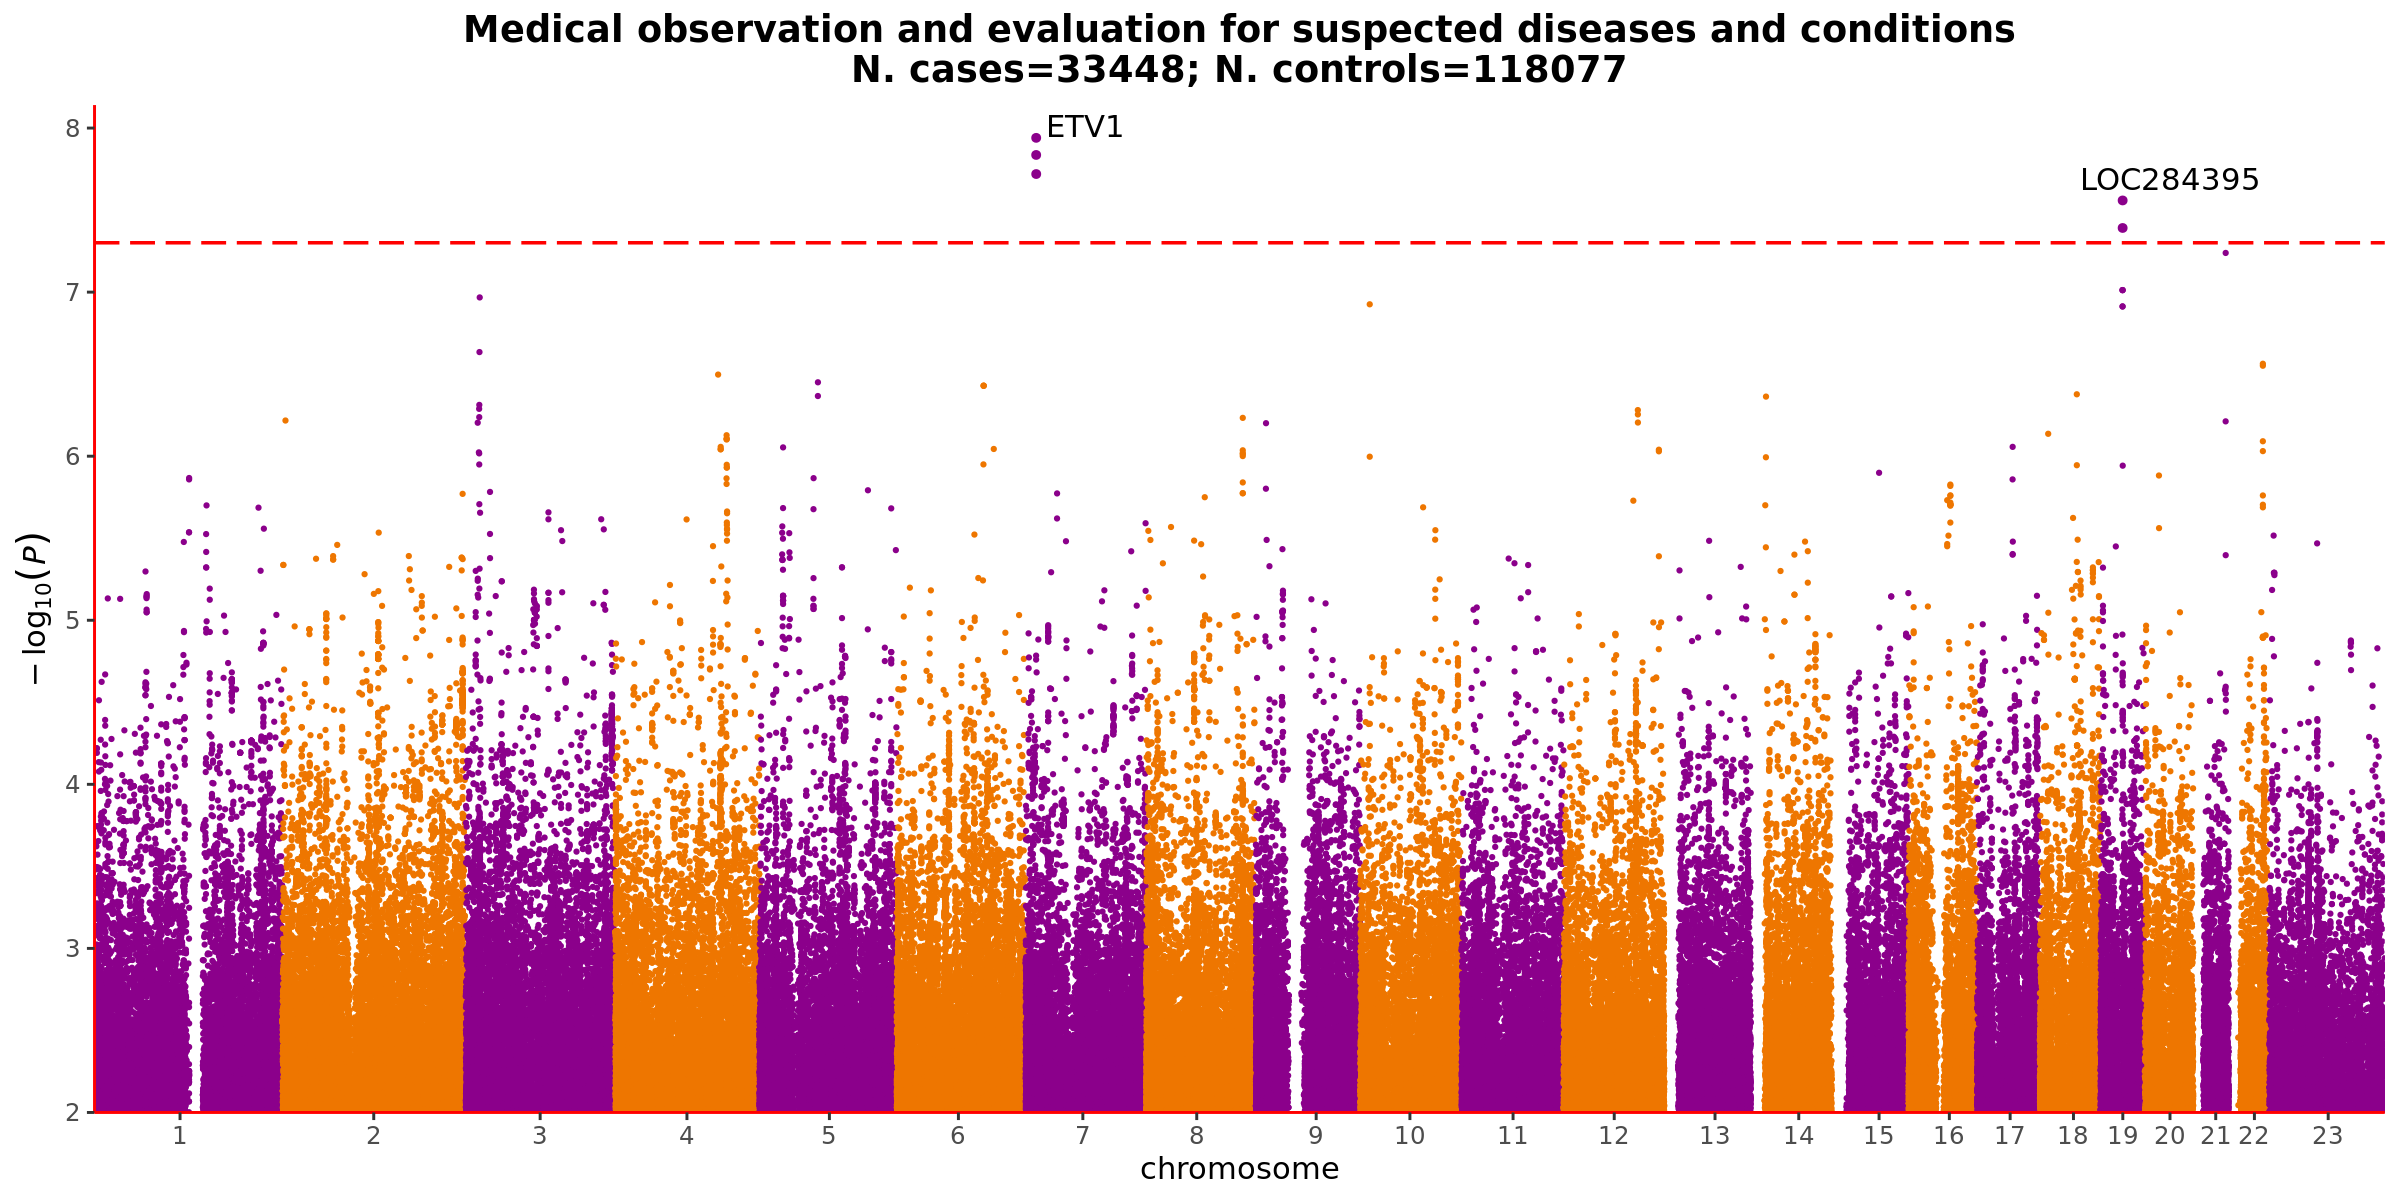 Medical observation and evaluation for suspected diseases and conditions
N. cases=33448; N. controls=118077
ETV1
LOC284395
8
7
6
5
4
3
2
− log10(P)
1 2 3 4 5 6 7 8 9 10 11 12 13 14 15 16 17 18 19 20 21 22 23
chromosome